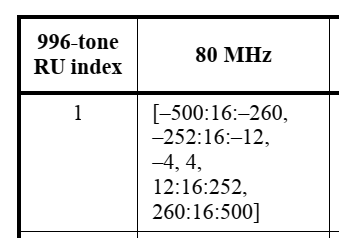 996-tone
RU index
80 MHz
1
[–500:16:–260,
–252:16:–12,
–4, 4,
12:16:252,
260:16:500]